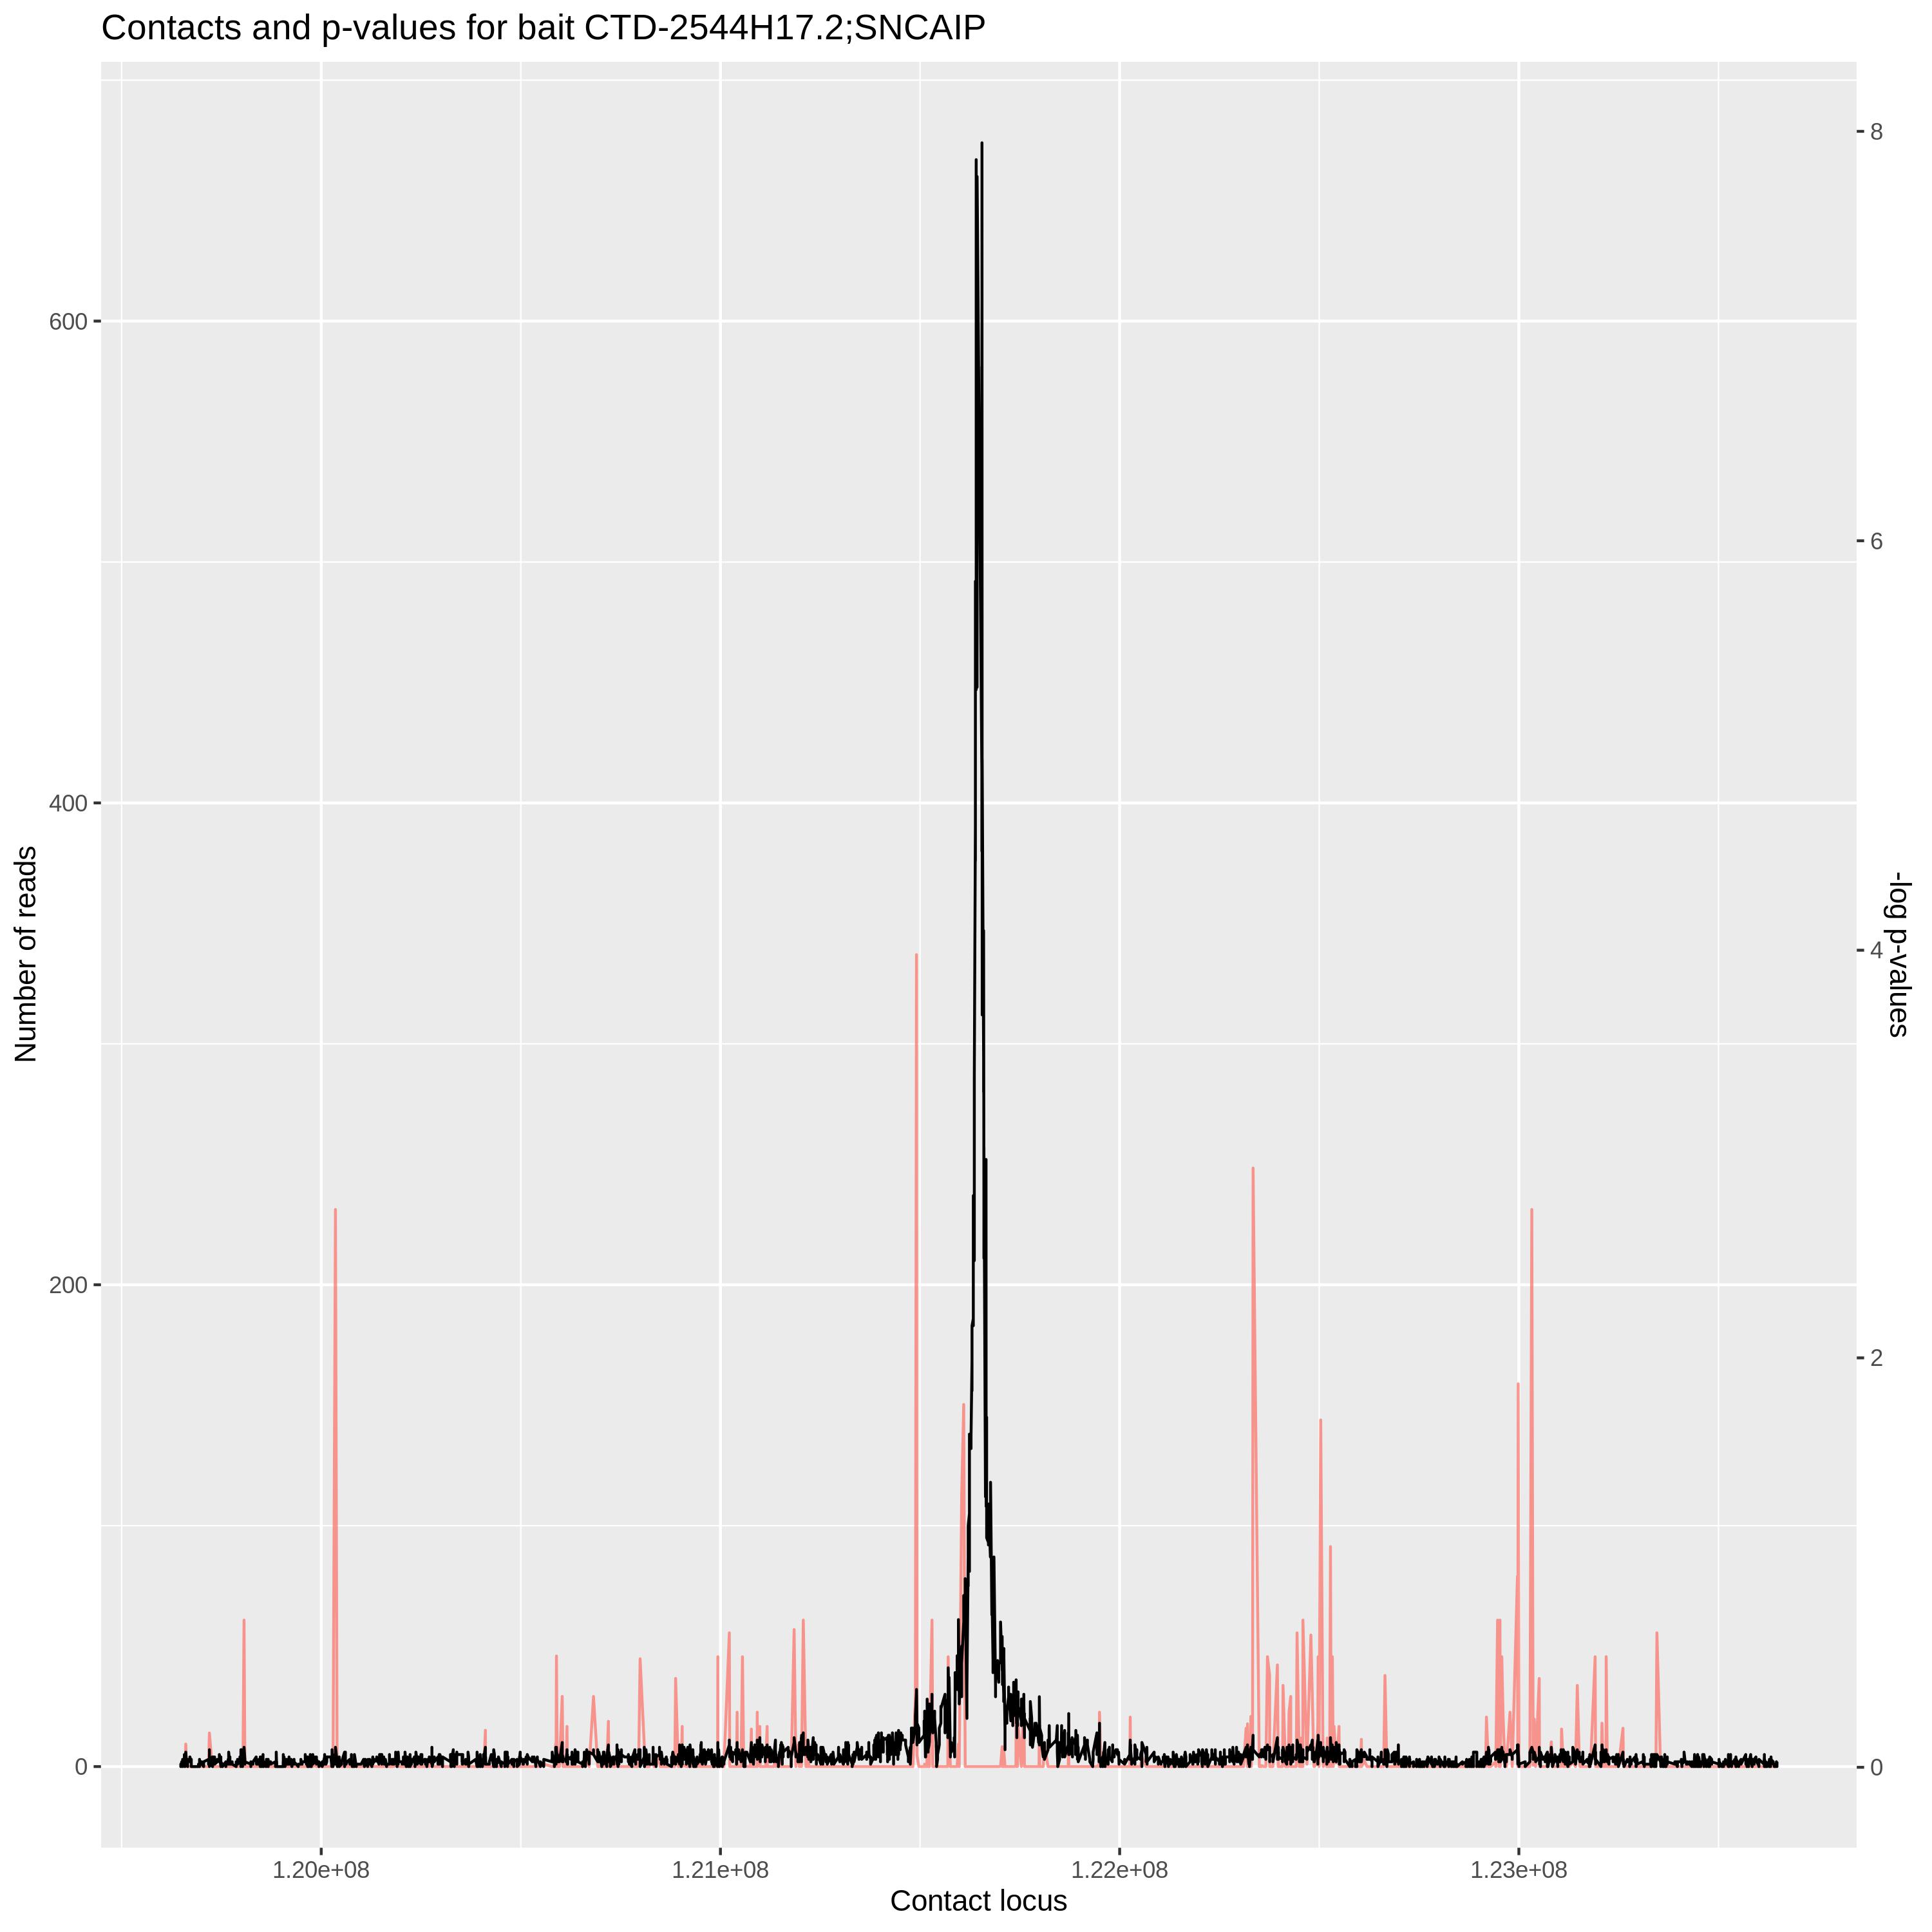 Contacts and p-values for bait CTD-2544H17.2;SNCAIP
Number of reads
600
400
200
0
8
6
4
2
0
-log p-values
1.20e+08
1.21e+08
1.22e+08
1.23e+08
Contact locus